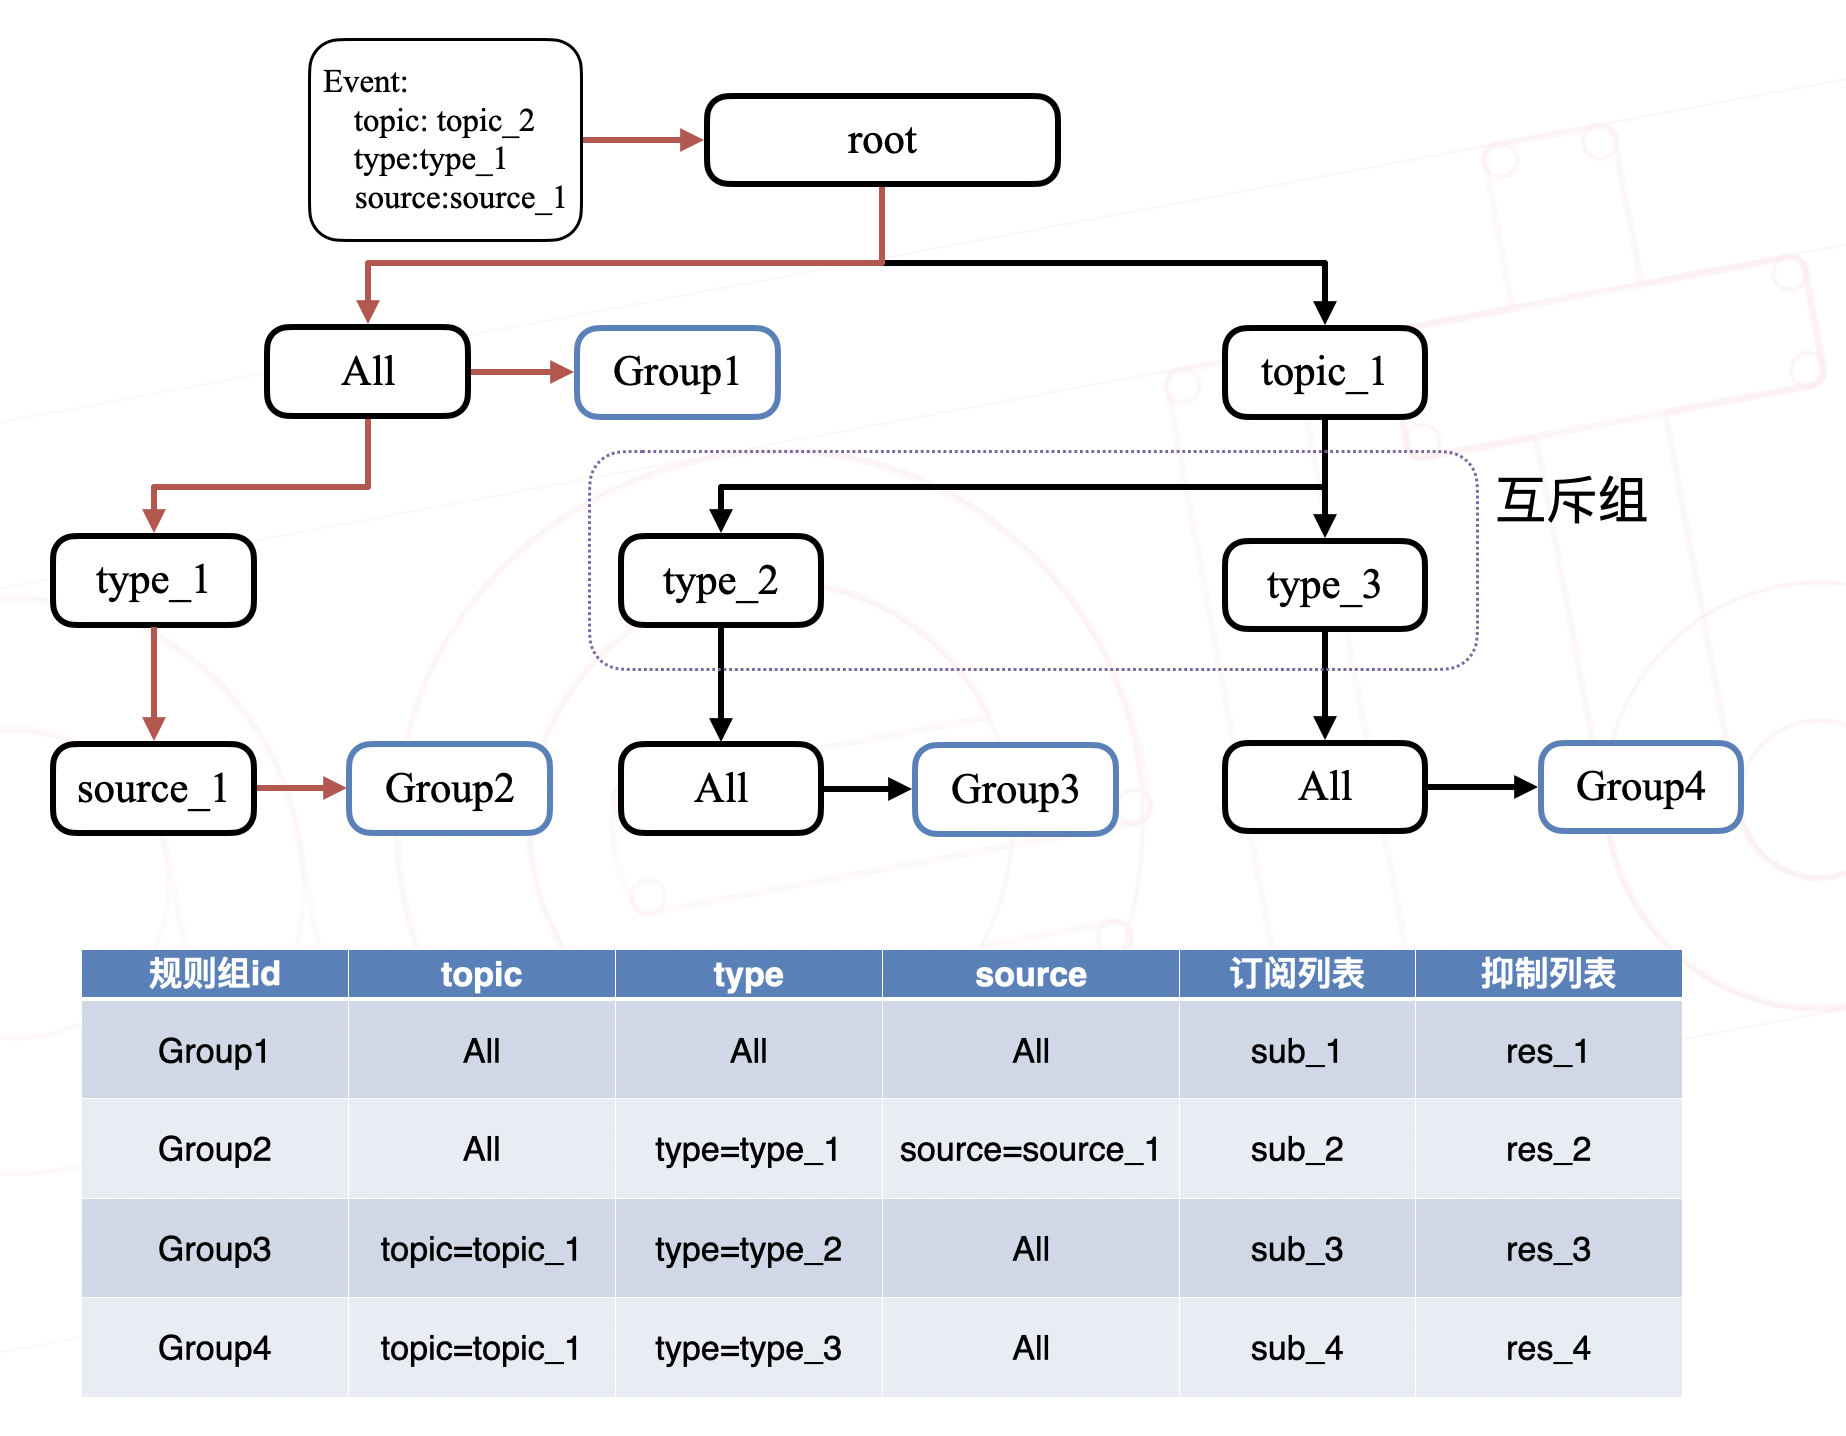 Event:
topic: topic_2
type:type_1
source:source_1
root
All
Group1
topic_1
互斥组
type_1
type_2
type_3
source_1
Group2
All
Group3
All
Group4
规则组id topic type source 订阅列表 抑制列表
Group1 All All All sub_1 res_1
Group2 All type=type_1 source=source_1 sub_2 res_2
Group3 topic=topic_1 type=type_2 All sub_3 res_3
Group4 topic=topic_1 type=type_3 All sub_4 res_4